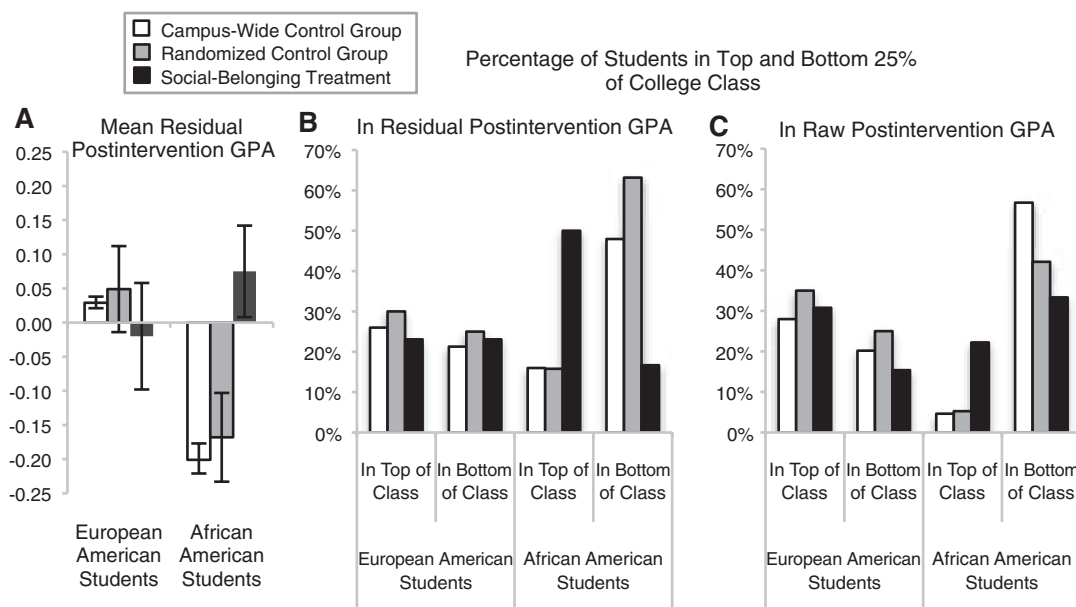 Campus-Wide Control Group
Randomized Control Group
Social-Belonging Treatment
Percentage of Students in Top and Bottom 25%
of College Class
A
Mean Residual
Postintervention GPA
0.25
0.20
0.15
0.10
0.05
0.00
-0.05
-0.10
-0.15
-0.20
-0.25
European
American
Students
African
American
Students
B
In Residual Postintervention GPA
70%
60%
50%
40%
30%
20%
10%
0%
In Top of
Class
In Bottom
of Class
In Top of
Class
In Bottom
of Class
European American
Students
African American
Students
C
In Raw Postintervention GPA
70%
60%
50%
40%
30%
20%
10%
0%
In Top of
Class
In Bottom
of Class
In Top of
Class
In Bottom
of Class
European American
Students
African American
Students